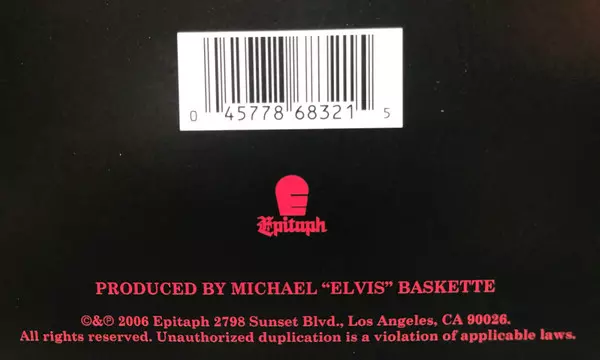 0 45778 68321 5
Epitaph
PRODUCED BY MICHAEL “ELVIS” BASKETTE
©&℗ 2006 Epitaph 2798 Sunset Blvd., Los Angeles, CA 90026.
All rights reserved. Unauthorized duplication is a violation of applicable laws.